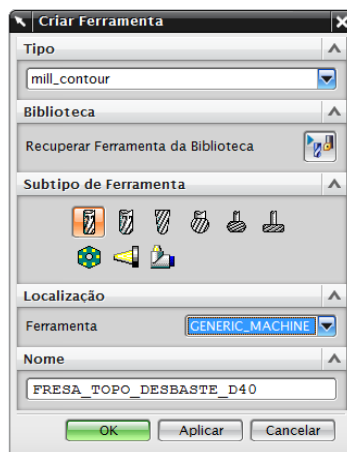 Criar Ferramenta
Tipo
mill_contour
Biblioteca
Recuperar Ferramenta da Biblioteca
Subtipo de Ferramenta
Localização
Ferramenta GENERIC_MACHINE
Nome
FRESA_TOPO_DESBASTE_D40
OK Aplicar Cancelar